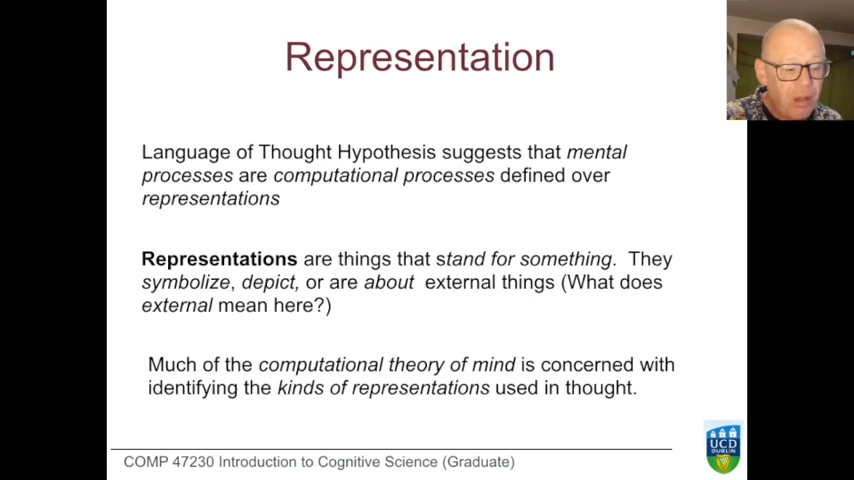 Representation
Language of Thought Hypothesis suggests that mental
processes are computational processes defined over
representations
Representations are things that stand for something. They
symbolize, depict, or are about external things (What does
external mean here?)
Much of the computational theory of mind is concerned with
identifying the kinds of representations used in thought.
COMP 47230 Introduction to Cognitive Science (Graduate)
UCD
DUBLIN